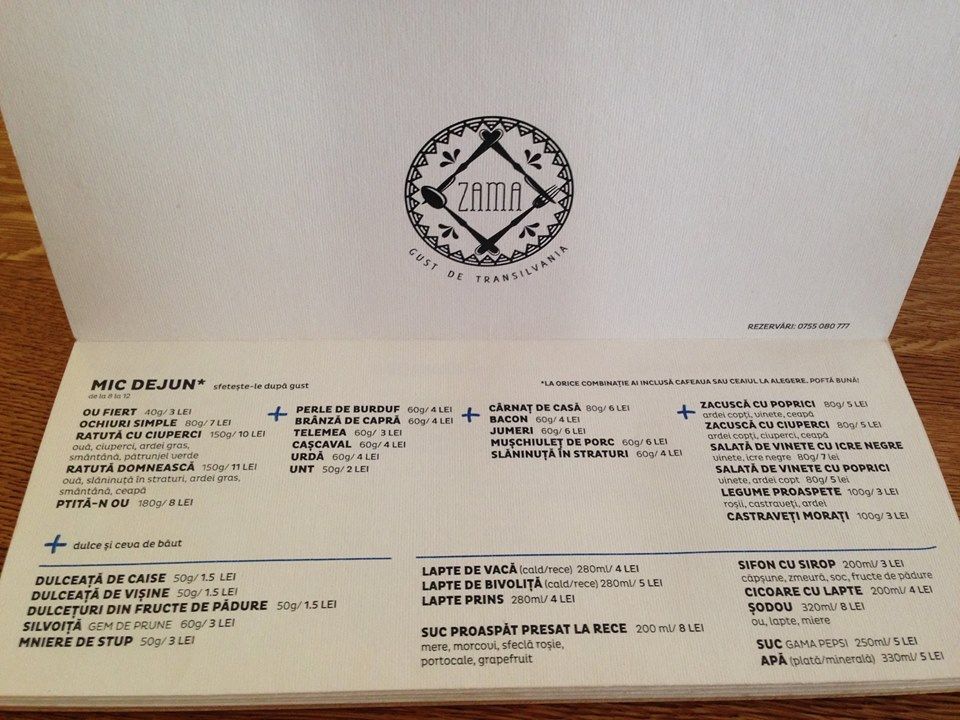 ZAMA
GUST DE TRANSILVANIA
REZERVĂRI: 0755 080 777
MIC DEJUN* sfetește-le după gust
de la 8 la 12
*LA ORICE COMBINAȚIE AI INCLUSĂ CAFEAUA SAU CEAIUL LA ALEGERE. POFTĂ BUNĂ!
OU FIERT 40g/ 3 LEI
OCHIURI SIMPLE 80g/ 7 LEI
RATUTĂ CU CIUPERCI 150g/ 10 LEI
ouă, ciuperci, ardei gras,
smântână, pătrunjel verde
RATUTĂ DOMNEASCĂ 150g/ 11 LEI
ouă, slăninuță în straturi, ardei gras,
smântână, ceapă
PTITĂ-N OU 180g/ 8 LEI
+ PERLE DE BURDUF 60g/ 4 LEI
BRÂNZĂ DE CAPRĂ 60g/ 4 LEI
TELEMEA 60g/ 3 LEI
CAȘCAVAL 60g/ 4 LEI
URDĂ 60g/ 4 LEI
UNT 50g/ 2 LEI
+ CÂRNAȚ DE CASĂ 80g/ 6 LEI
BACON 60g/ 4 LEI
JUMERI 60g/ 6 LEI
MUȘCHIULEȚ DE PORC 60g/ 6 LEI
SLĂNINUȚĂ ÎN STRATURI 60g/ 4 LEI
+ ZACUSCĂ CU POPRICI 80g/ 5 LEI
ardei copți, vinete, ceapă
ZACUSCĂ CU CIUPERCI 80g/ 5 LEI
ardei copți, ciuperci, ceapă
SALATĂ DE VINETE CU ICRE NEGRE
vinete, icre negre 80g/ 7 lei
SALATĂ DE VINETE CU POPRICI
vinete, ardei copt 80g/ 5 lei
LEGUME PROASPETE 100g/ 3 LEI
roșii, castraveți, ardei
CASTRAVEȚI MORAȚI 100g/ 3 LEI
+ dulce și ceva de băut
DULCEAȚĂ DE CAISE 50g/ 1.5 LEI
DULCEAȚĂ DE VIȘINE 50g/ 1.5 LEI
DULCEȚURI DIN FRUCTE DE PĂDURE 50g/ 1.5 LEI
SILVOIȚĂ GEM DE PRUNE 60g/ 3 LEI
MNIERE DE STUP 50g/ 3 LEI
LAPTE DE VACĂ (cald/rece) 280ml/ 4 LEI
LAPTE DE BIVOLIȚĂ (cald/rece) 280ml/ 5 LEI
LAPTE PRINS 280ml/ 4 LEI
SUC PROASPĂT PRESAT LA RECE 200 ml/ 8 LEI
mere, morcovi, sfeclă roșie,
portocale, grapefruit
SIFON CU SIROP 200ml/ 3 LEI
căpșune, zmeură, soc, fructe de pădure
CICOARE CU LAPTE 200ml/ 4 LEI
ȘODOU 320ml/ 8 LEI
ou, lapte, miere
SUC GAMA PEPSI 250ml/ 5 LEI
APĂ (plată/minerală) 330ml/ 5 LEI